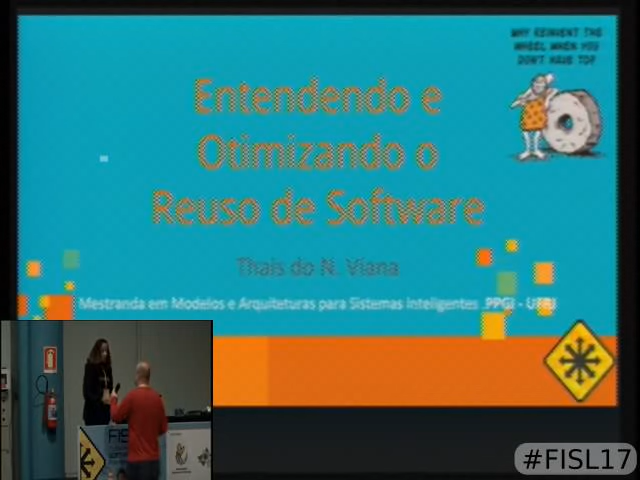 WHY REINVENT THE
WHEEL WHEN YOU
DON'T HAVE TO?
Entendendo e
Otimizando o
Reuso de Software
Thais do N. Viana
Mestranda em Modelos e Arquiteturas para Sistemas Inteligentes PPGI - UFRJ
FISL
#FISL17